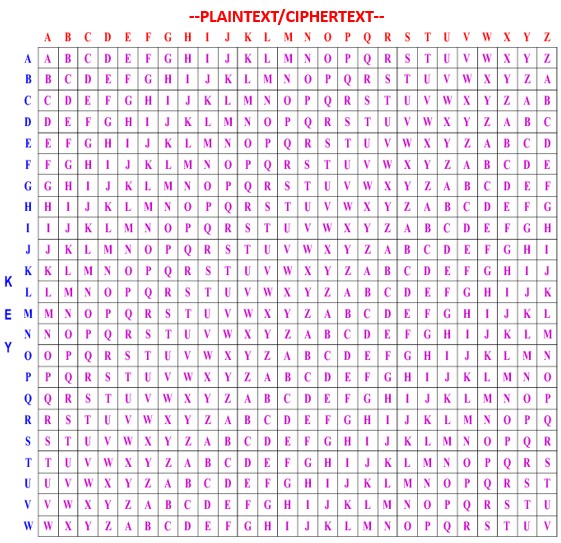 --PLAINTEXT/CIPHERTEXT--
A B C D E F G H I J K L M N O P Q R S T U V W X Y Z
A A B C D E F G H I J K L M N O P Q R S T U V W X Y Z
B B C D E F G H I J K L M N O P Q R S T U V W X Y Z A
C C D E F G H I J K L M N O P Q R S T U V W X Y Z A B
D D E F G H I J K L M N O P Q R S T U V W X Y Z A B C
E E F G H I J K L M N O P Q R S T U V W X Y Z A B C D
F F G H I J K L M N O P Q R S T U V W X Y Z A B C D E
G G H I J K L M N O P Q R S T U V W X Y Z A B C D E F
H H I J K L M N O P Q R S T U V W X Y Z A B C D E F G
I I J K L M N O P Q R S T U V W X Y Z A B C D E F G H
J J K L M N O P Q R S T U V W X Y Z A B C D E F G H I
K K L M N O P Q R S T U V W X Y Z A B C D E F G H I J
L L M N O P Q R S T U V W X Y Z A B C D E F G H I J K
M M N O P Q R S T U V W X Y Z A B C D E F G H I J K L
N N O P Q R S T U V W X Y Z A B C D E F G H I J K L M
O O P Q R S T U V W X Y Z A B C D E F G H I J K L M N
P P Q R S T U V W X Y Z A B C D E F G H I J K L M N O
Q Q R S T U V W X Y Z A B C D E F G H I J K L M N O P
R R S T U V W X Y Z A B C D E F G H I J K L M N O P Q
S S T U V W X Y Z A B C D E F G H I J K L M N O P Q R
T T U V W X Y Z A B C D E F G H I J K L M N O P Q R S
U U V W X Y Z A B C D E F G H I J K L M N O P Q R S T
V V W X Y Z A B C D E F G H I J K L M N O P Q R S T U
W W X Y Z A B C D E F G H I J K L M N O P Q R S T U V
K
E
Y